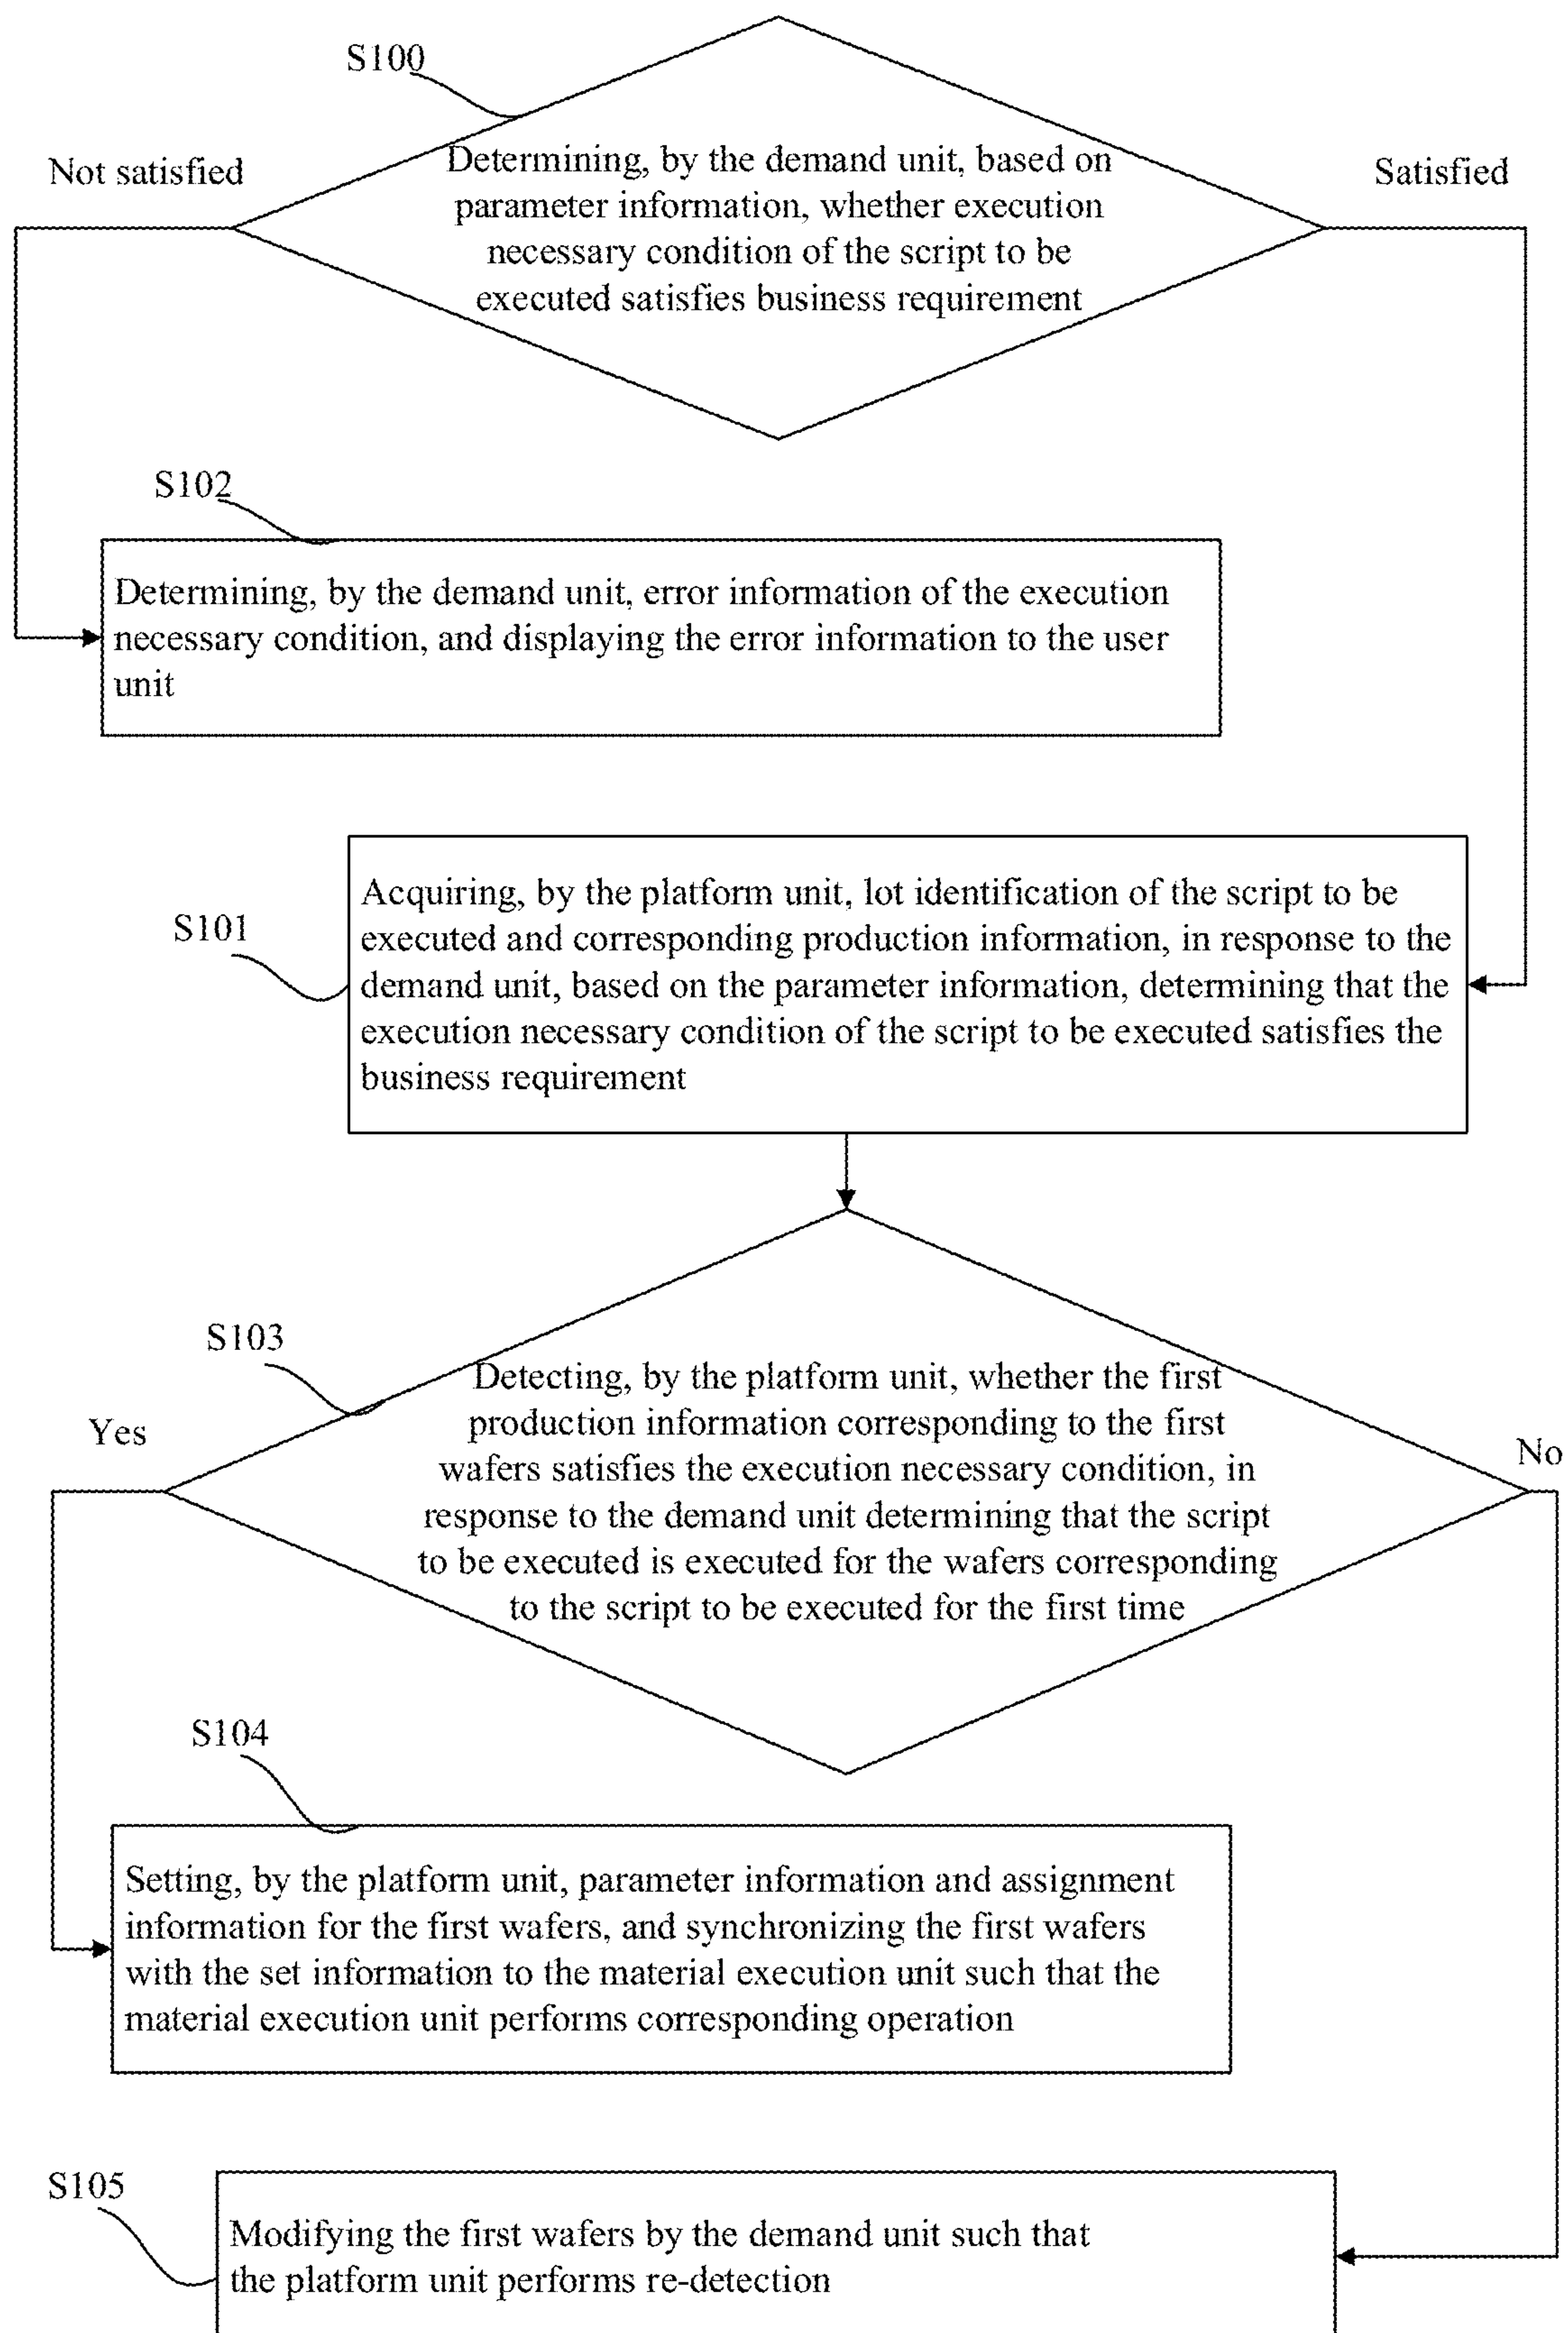 S100
Not satisfied
Satisfied
Determining, by the demand unit, based on
parameter information, whether execution
necessary condition of the script to be
executed satisfies business requirement
S102
Determining, by the demand unit, error information of the execution
necessary condition, and displaying the error information to the user
unit
S101
Acquiring, by the platform unit, lot identification of the script to be
executed and corresponding production information, in response to the
demand unit, based on the parameter information, determining that the
execution necessary condition of the script to be executed satisfies the
business requirement
S103
Yes
No
Detecting, by the platform unit, whether the first
production information corresponding to the first
wafers satisfies the execution necessary condition, in
response to the demand unit determining that the script
to be executed is executed for the wafers corresponding
to the script to be executed for the first time
S104
Setting, by the platform unit, parameter information and assignment
information for the first wafers, and synchronizing the first wafers
with the set information to the material execution unit such that the
material execution unit performs corresponding operation
S105
Modifying the first wafers by the demand unit such that
the platform unit performs re-detection